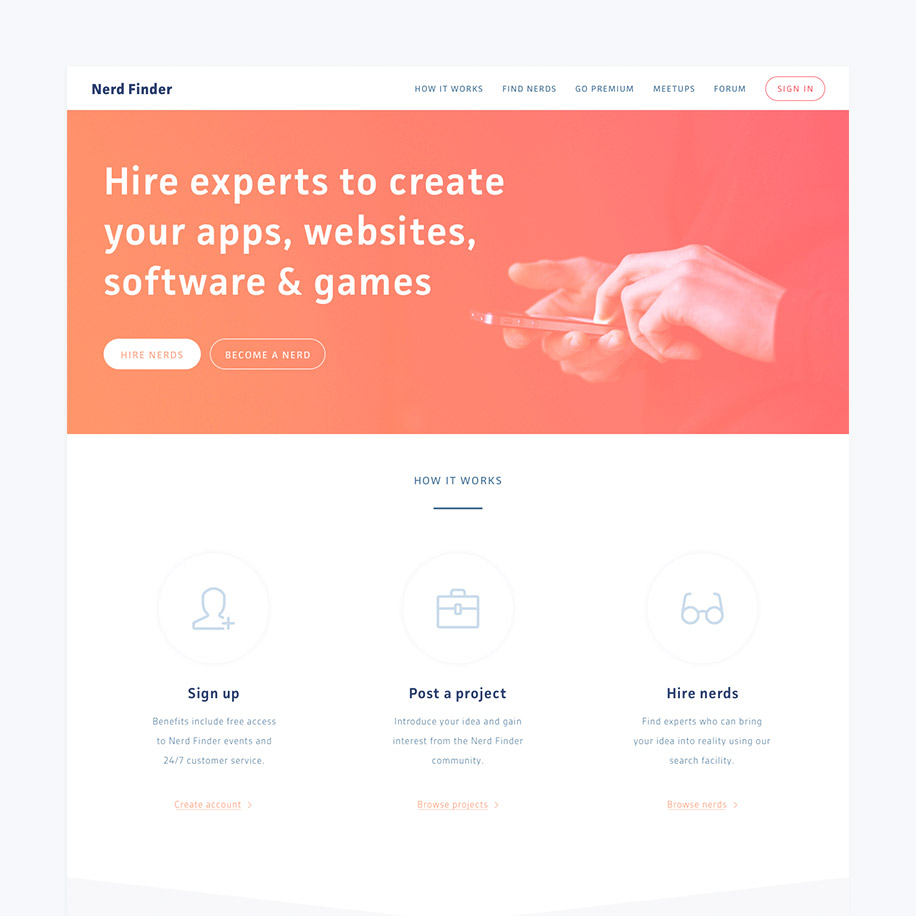 Nerd Finder
HOW IT WORKS
FIND NERDS
GO PREMIUM
MEETUPS
FORUM
SIGN IN
Hire experts to create
your apps, websites,
software & games
HIRE NERDS
BECOME A NERD
HOW IT WORKS
Sign up
Benefits include free access
to Nerd Finder events and
24/7 customer service.
Create account
Post a project
Introduce your idea and gain
interest from the Nerd Finder
community.
Browse projects
Hire nerds
Find experts who can bring
your idea into reality using our
search facility.
Browse nerds